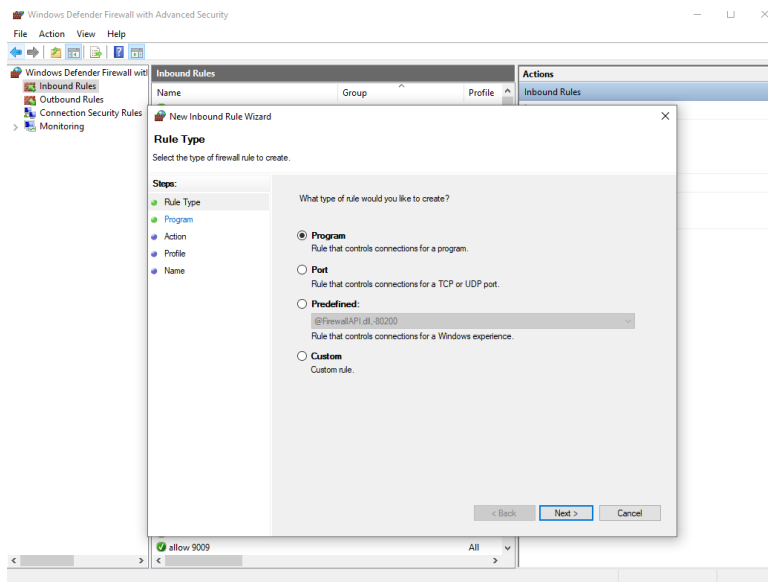 Windows Defender Firewall with Advanced Security
File Action View Help
Windows Defender Firewall with
Inbound Rules
Outbound Rules
Connection Security Rules
Monitoring
Inbound Rules
Name Group Profile
Actions
Inbound Rules
New Inbound Rule Wizard
Rule Type
Select the type of firewall rule to create.
Steps:
Rule Type
Program
Action
Profile
Name
What type of rule would you like to create?
Program
Rule that controls connections for a program.
Port
Rule that controls connections for a TCP or UDP port.
Predefined:
@FirewallAPI.dll,-80200
Rule that controls connections for a Windows experience.
Custom
Custom rule.
< Back Next > Cancel
allow 9009 All